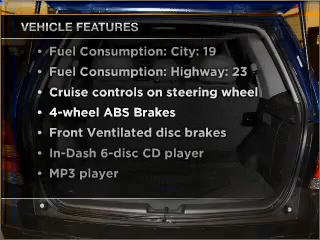 VEHICLE FEATURES
• Fuel Consumption: City: 19
• Fuel Consumption: Highway: 23
• Cruise controls on steering wheel
• 4-wheel ABS Brakes
• Front Ventilated disc brakes
• In-Dash 6-disc CD player
• MP3 player